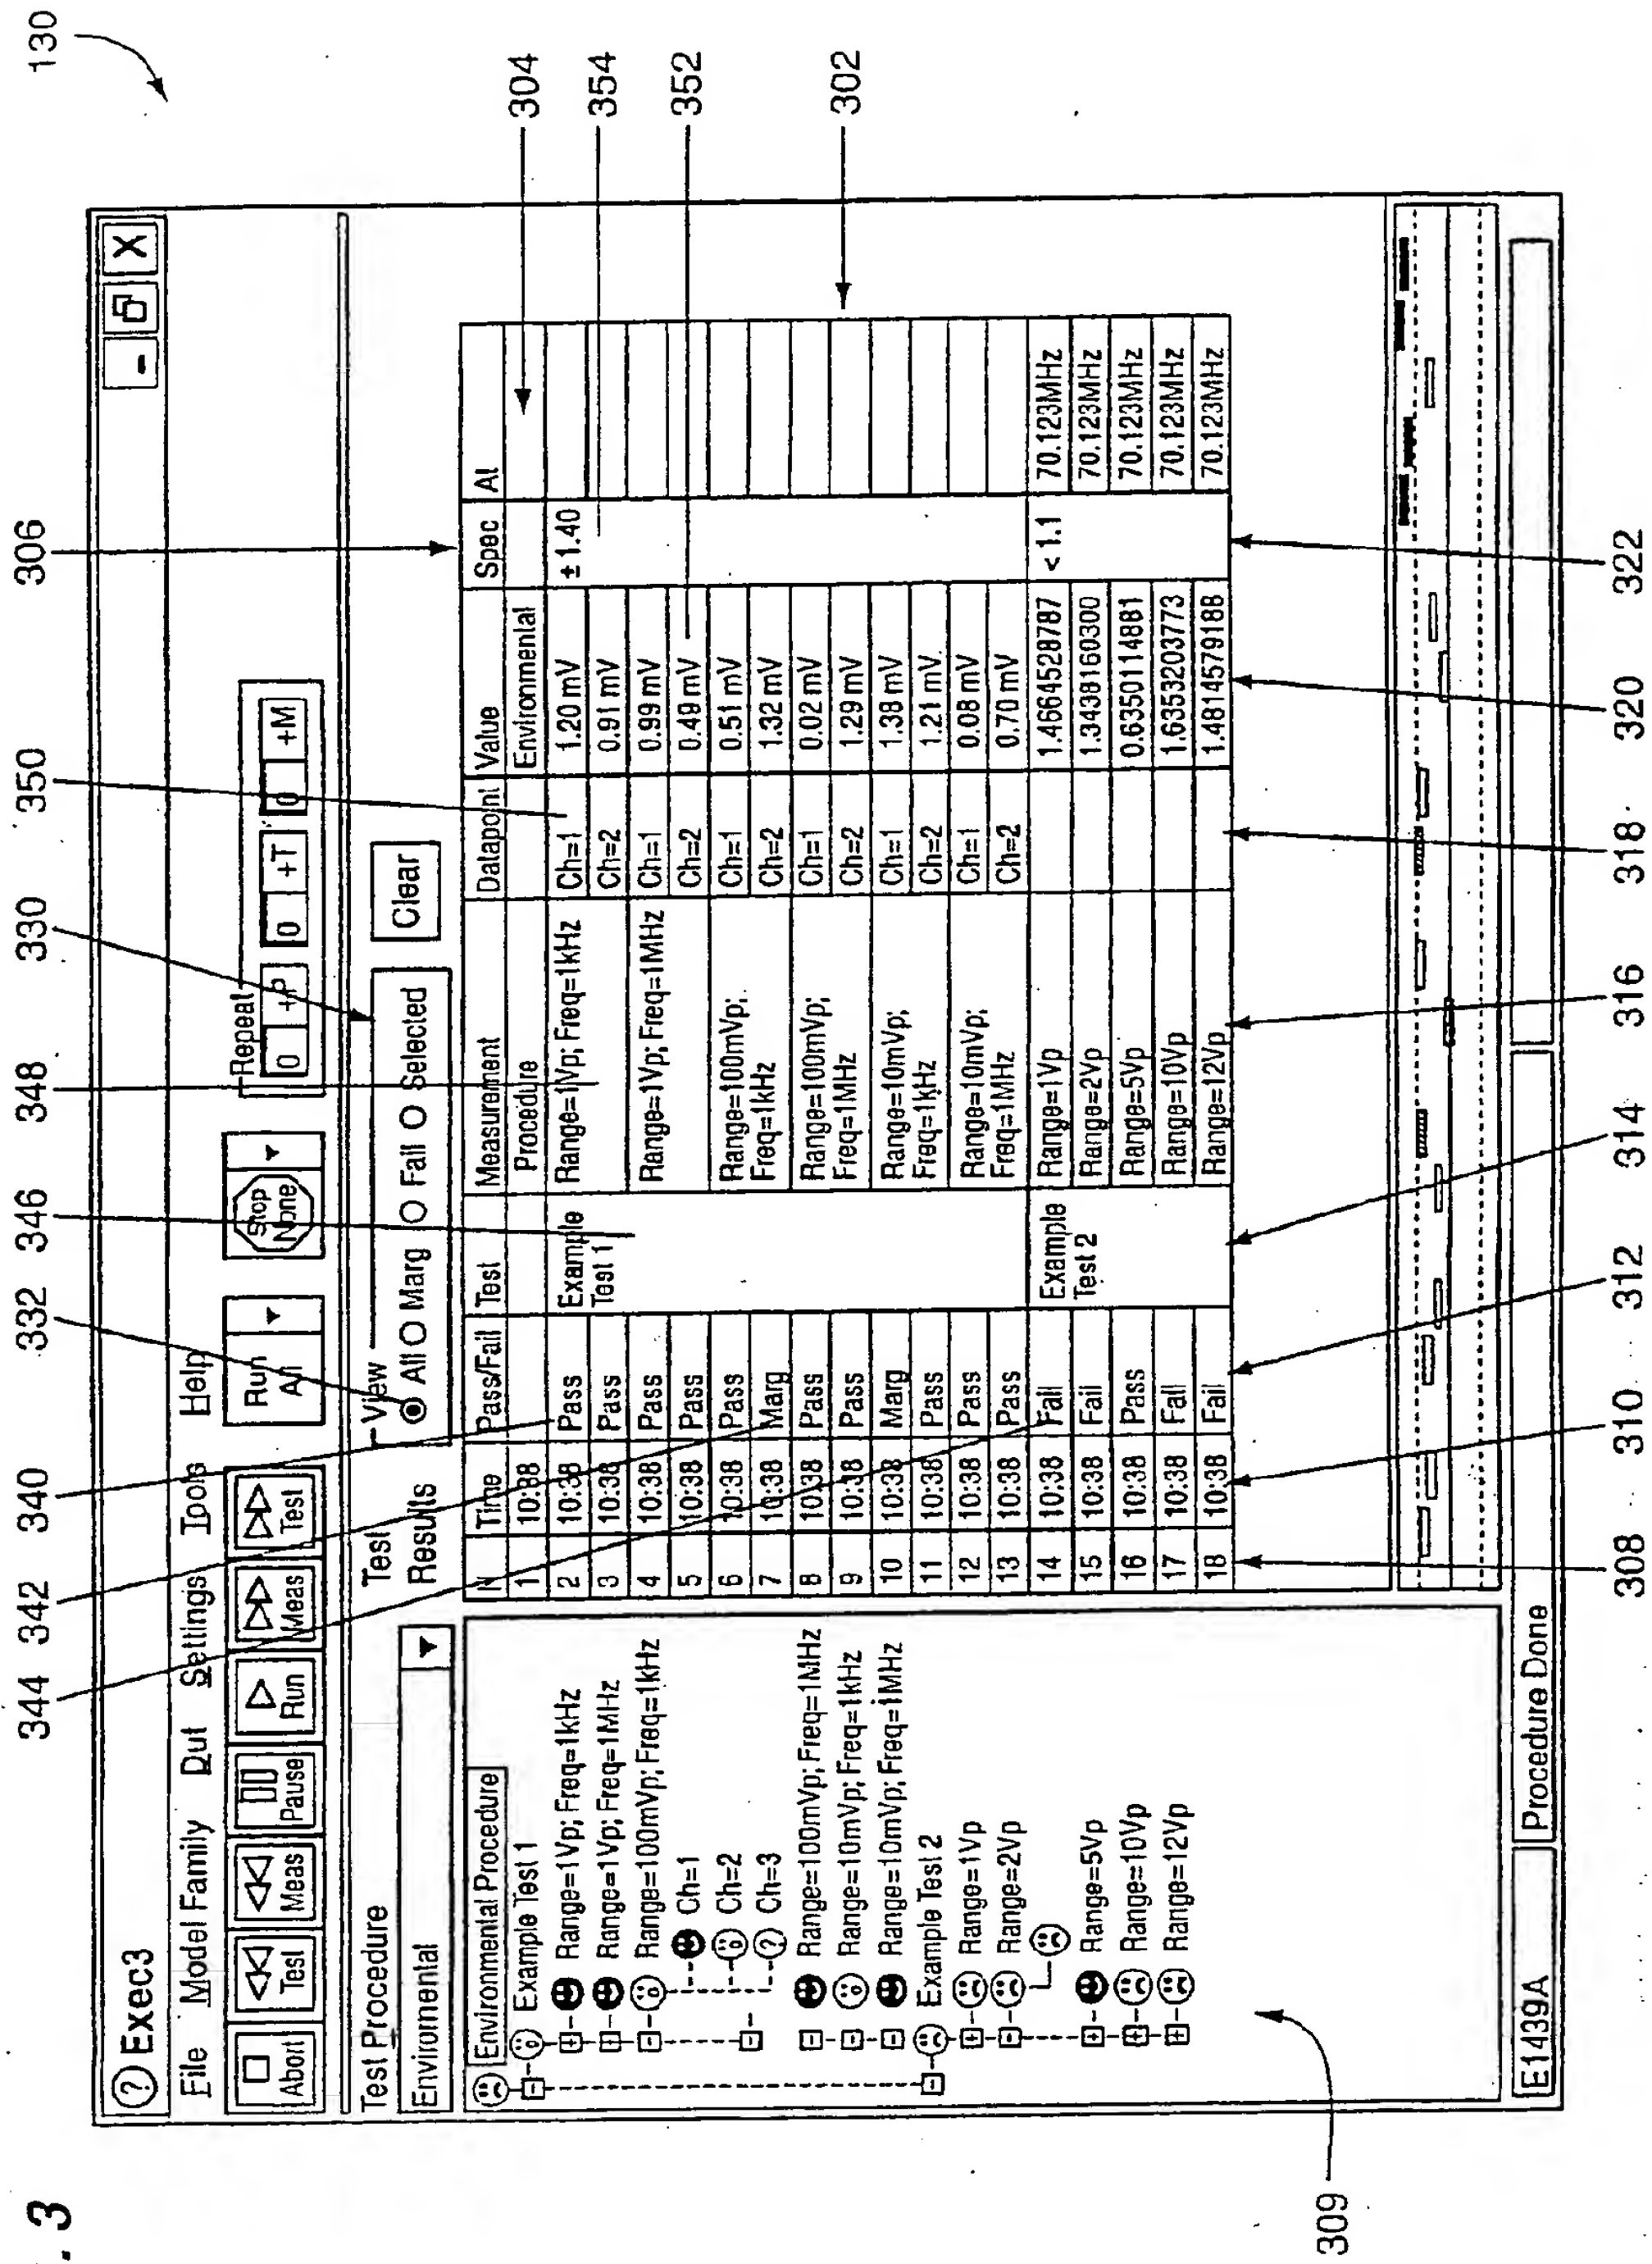 . 3
130
344 342 340 332 346 348 330 350 306
? Exec3 - X
File Model Family Dut Settings Tools Help
Abort Test Meas Pause Run Meas Test Run All Stop None Repeat 0 +P 0 +T 0 +M
Test Procedure
Enviromental
Test Results
View
All Marg Fail Selected
Clear
Environmental Procedure
Example Test 1
Range=1Vp; Freq=1kHz
Range=1Vp; Freq=1MHz
Range=100mVp; Freq=1kHz
Ch=1
Ch=2
Ch=3
Range=100mVp; Freq=1MHz
Range=10mVp; Freq=1kHz
Range=10mVp; Freq=1MHz
Example Test 2
Range=1Vp
Range=2Vp
Range=5Vp
Range=10Vp
Range=12Vp
N Time Pass/Fail Test Measurement Datapoint Value Spec At
1 10:38 Procedure Environmental
2 10:38 Pass Example Test 1 Range=1Vp; Freq=1kHz Ch=1 1.20 mV ± 1.40
3 10:38 Pass Ch=2 0.91 mV
4 10:38 Pass Range=1Vp; Freq=1MHz Ch=1 0.99 mV
5 10:38 Pass Ch=2 0.49 mV
6 10:38 Pass Range=100mVp; Freq=1kHz Ch=1 0.51 mV
7 10:38 Marg Ch=2 1.32 mV
8 10:38 Pass Range=100mVp; Freq=1MHz Ch=1 0.02 mV
9 10:38 Pass Ch=2 1.29 mV
10 10:38 Marg Range=10mVp; Freq=1kHz Ch=1 1.38 mV
11 10:38 Pass Ch=2 1.21 mV
12 10:38 Pass Range=10mVp; Freq=1MHz Ch=1 0.08 mV
13 10:38 Pass Ch=2 0.70 mV
14 10:38 Fail Example Test 2 Range=1Vp 1.4664528787 < 1.1 70.123MHz
15 10:38 Fail Range=2Vp 1.3438160300 70.123MHz
16 10:38 Pass Range=5Vp 0.63501114881 70.123MHz
17 10:38 Fail Range=10Vp 1.6353203773 70.123MHz
18 10:38 Fail Range=12Vp 1.48145579188 70.123MHz
304
354
352
302
E1439A Procedure Done
309
308 310 312 314 316 318 320 322